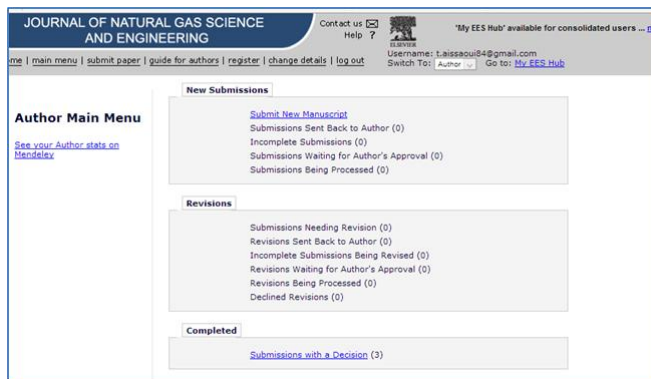 JOURNAL OF NATURAL GAS SCIENCE
AND ENGINEERING
Contact us
Help ?
ELSEVIER
'My EES Hub' available for consolidated users ...
Username: t.aissaoui84@gmail.com
Switch To: Author Go to: My EES Hub
main menu | submit paper | guide for authors | register | change details | log out
Author Main Menu
See your Author stats on
Mendeley
New Submissions
Submit New Manuscript
Submissions Sent Back to Author (0)
Incomplete Submissions (0)
Submissions Waiting for Author's Approval (0)
Submissions Being Processed (0)
Revisions
Submissions Needing Revision (0)
Revisions Sent Back to Author (0)
Incomplete Submissions Being Revised (0)
Revisions Waiting for Author's Approval (0)
Revisions Being Processed (0)
Declined Revisions (0)
Completed
Submissions with a Decision (3)